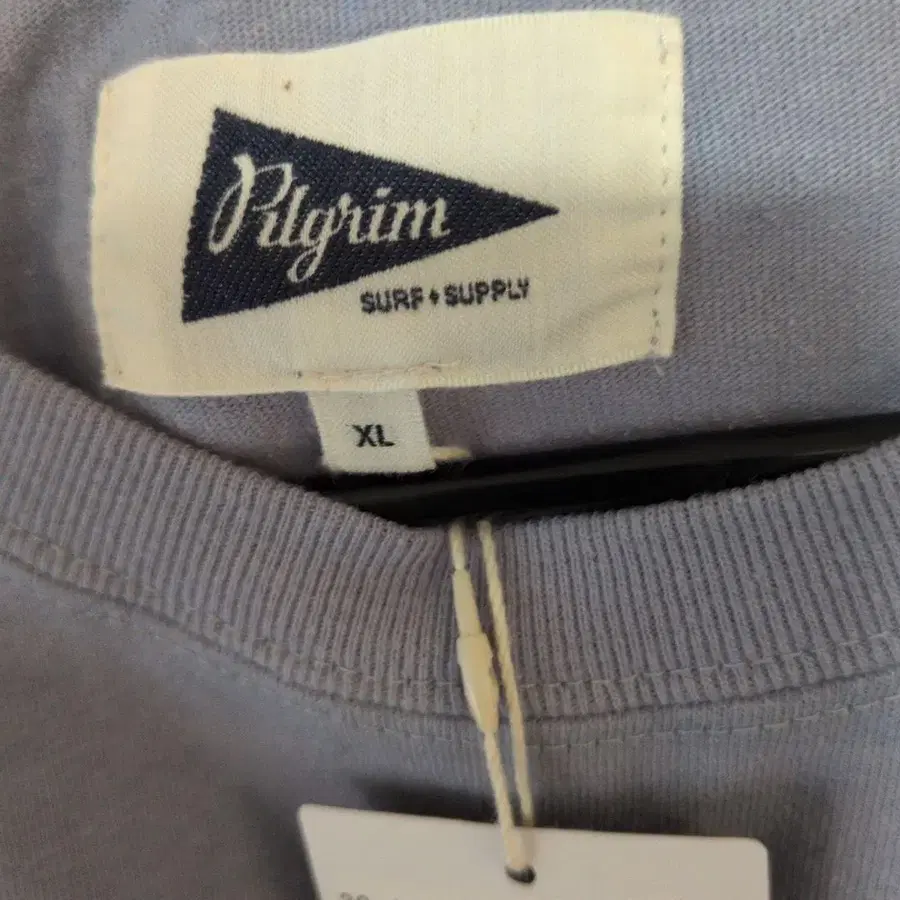 Pilgrim
SURF + SUPPLY
XL